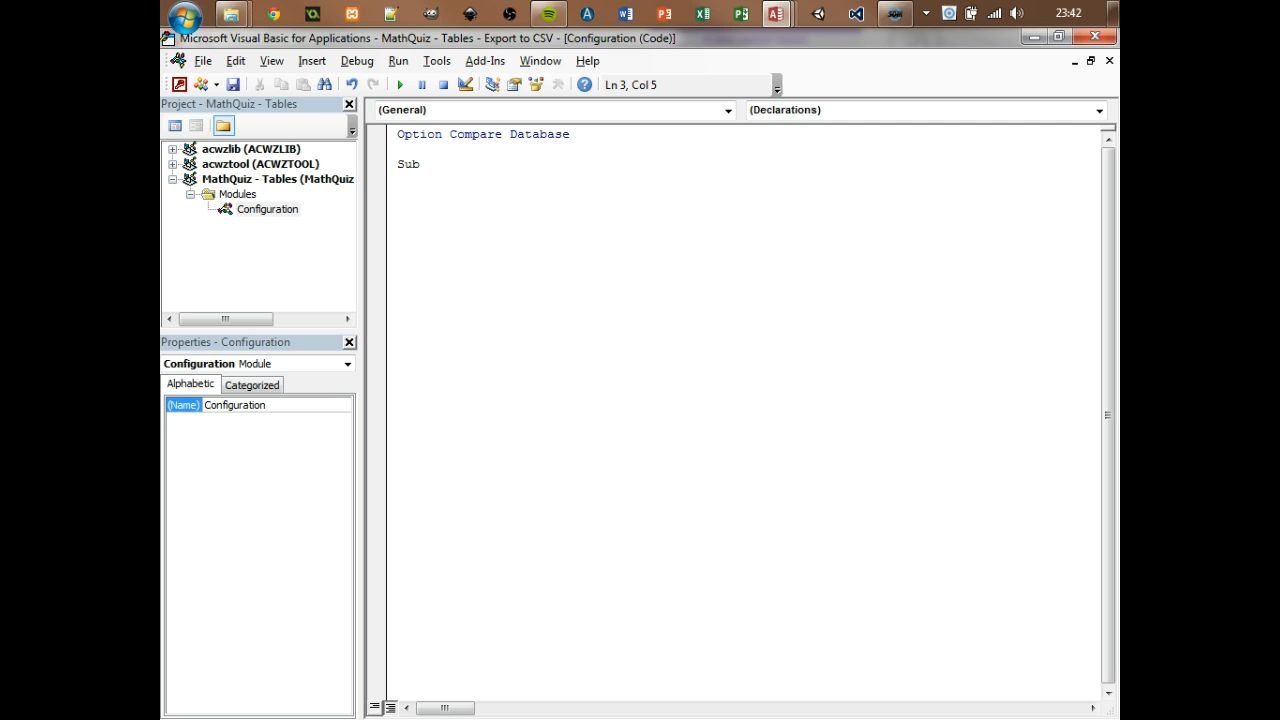 23:42
Microsoft Visual Basic for Applications - MathQuiz - Tables - Export to CSV - [Configuration (Code)]
File Edit View Insert Format Debug Run Tools Add-Ins Window Help
Ln 3, Col 5
Project - MathQuiz - Tables
(General) (Declarations)
acwzlib (ACWZLIB)
acwztool (ACWZTOOL)
MathQuiz - Tables (MathQuiz
Modules
Configuration
Option Compare Database
Sub
Properties - Configuration
Configuration Module
Alphabetic Categorized
(Name) Configuration